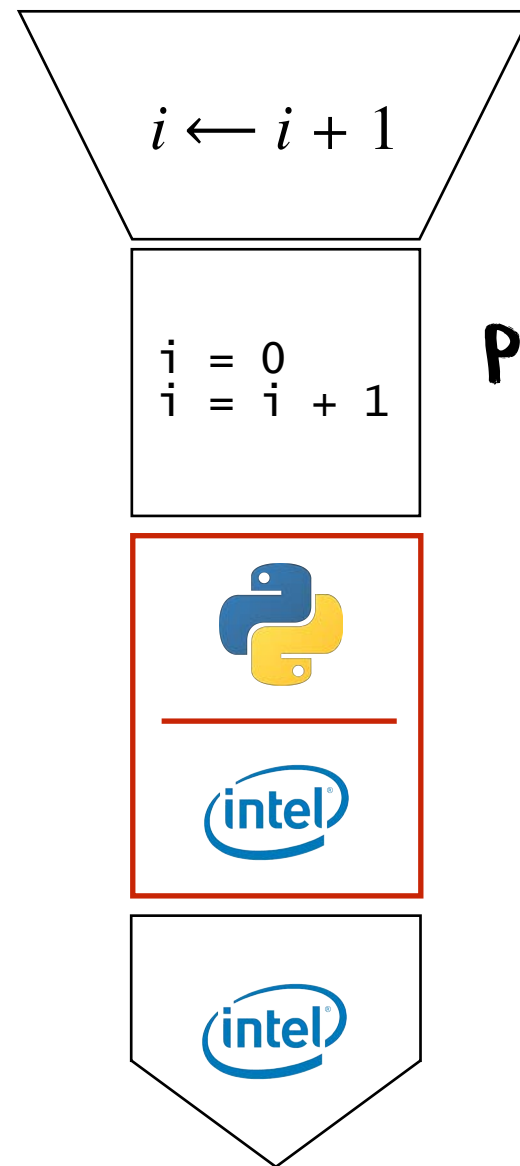 i ← i + 1
i = 0
i = i + 1
P
intel®
intel®